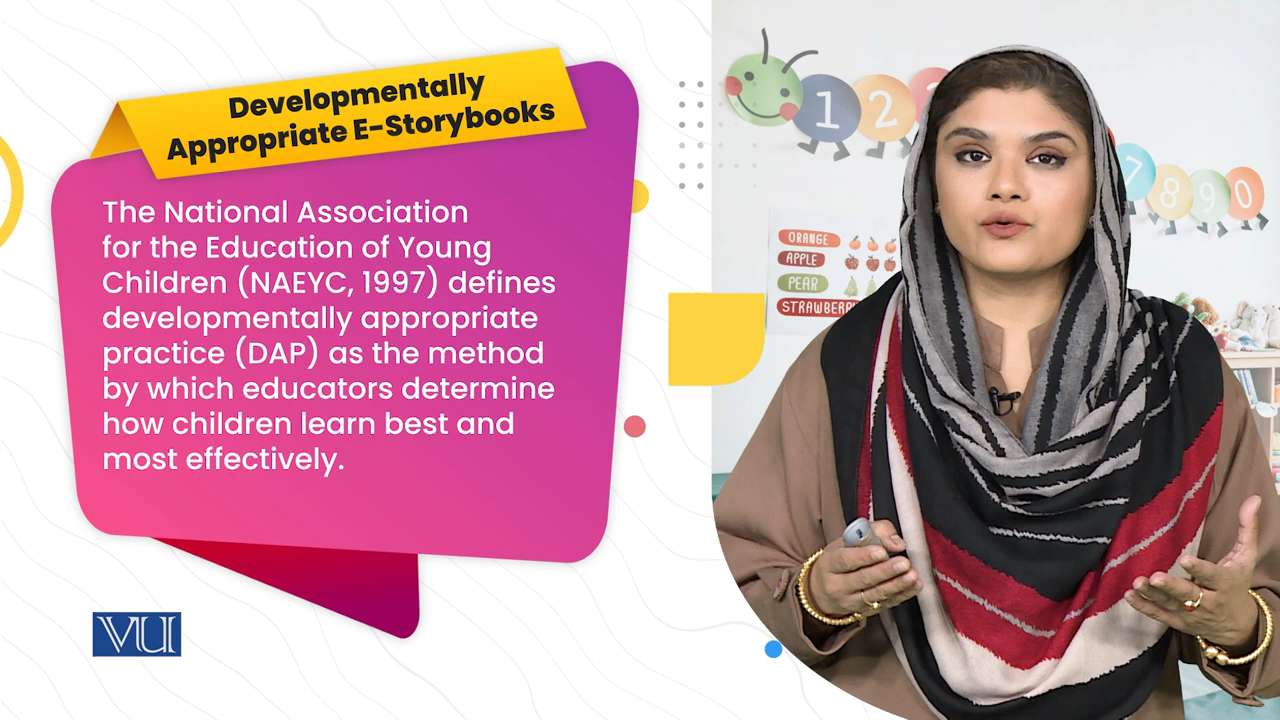 Developmentally
Appropriate E-Storybooks
The National Association
for the Education of Young
Children (NAEYC, 1997) defines
developmentally appropriate
practice (DAP) as the method
by which educators determine
how children learn best and
most effectively.
VU
1 2
7 8 9 0
ORANGE
APPLE
PEAR
STRAWBERR